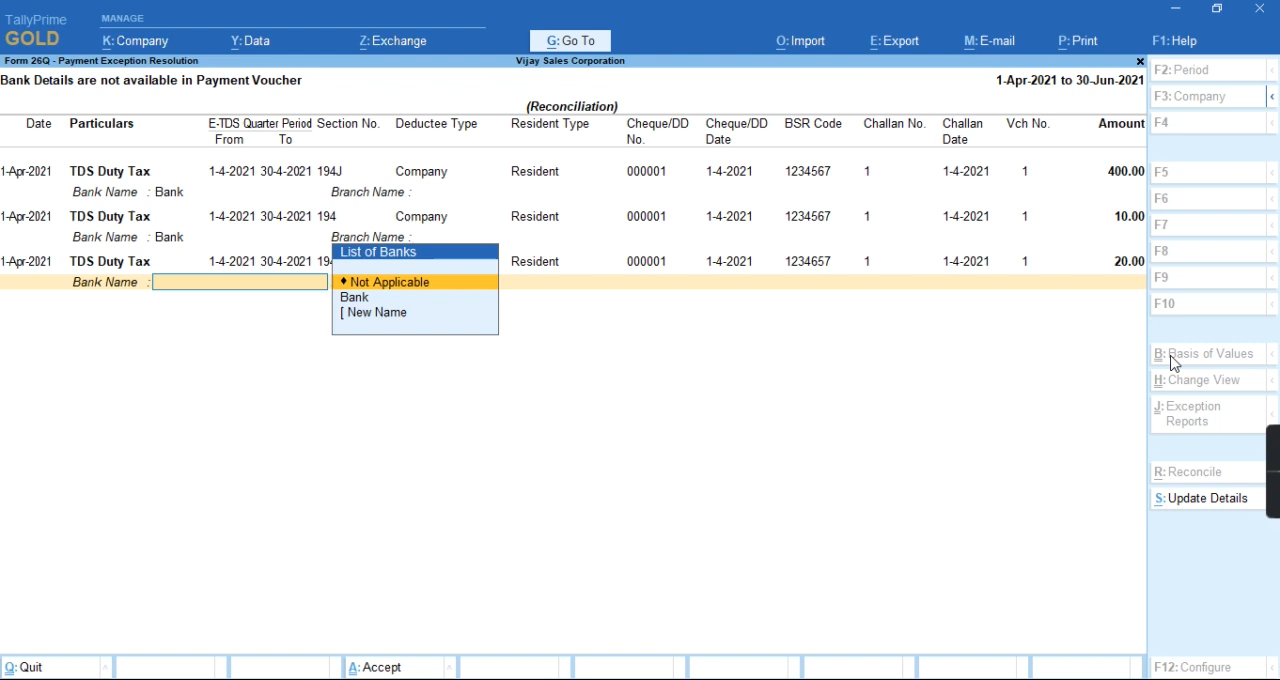 TallyPrime MANAGE
GOLD K: Company Y: Data Z: Exchange G: Go To O: Import E: Export M: E-mail P: Print F1: Help
Form 26Q - Payment Exception Resolution Vijay Sales Corporation
Bank Details are not available in Payment Voucher 1-Apr-2021 to 30-Jun-2021
(Reconciliation)
Date Particulars E-TDS Quarter Period Section No. Deductee Type Resident Type Cheque/DD Cheque/DD BSR Code Challan No. Challan Vch No. Amount
From To No. Date Date
1-Apr-2021 TDS Duty Tax 1-4-2021 30-4-2021 194J Company Resident 000001 1-4-2021 1234567 1 1-4-2021 1 400.00
Bank Name : Bank Branch Name :
1-Apr-2021 TDS Duty Tax 1-4-2021 30-4-2021 194 Company Resident 000001 1-4-2021 1234567 1 1-4-2021 1 10.00
Bank Name : Bank Branch Name :
List of Banks
1-Apr-2021 TDS Duty Tax 1-4-2021 30-4-2021 Resident 000001 1-4-2021 1234567 1 1-4-2021 1 20.00
Bank Name : ♦ Not Applicable
Bank
[ New Name
F2: Period
F3: Company
F4
F5
F6
F7
F8
F9
F10
B: Basis of Values
H: Change View
J: Exception
Reports
R: Reconcile
S: Update Details
Q: Quit A: Accept F12: Configure